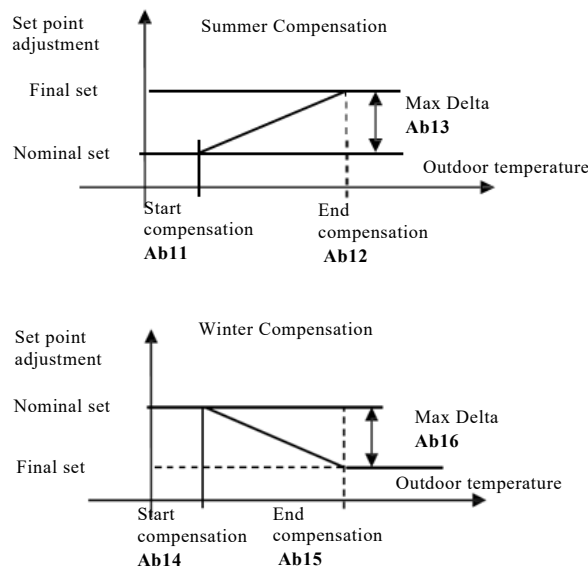 Set point
adjustment
Summer Compensation
Final set
Max Delta
Ab13
Nominal set
Outdoor temperature
Start
compensation
Ab11
End
compensation
Ab12
Set point
adjustment
Winter Compensation
Nominal set
Max Delta
Ab16
Final set
Outdoor temperature
Start
compensation
Ab14
End
compensation
Ab15